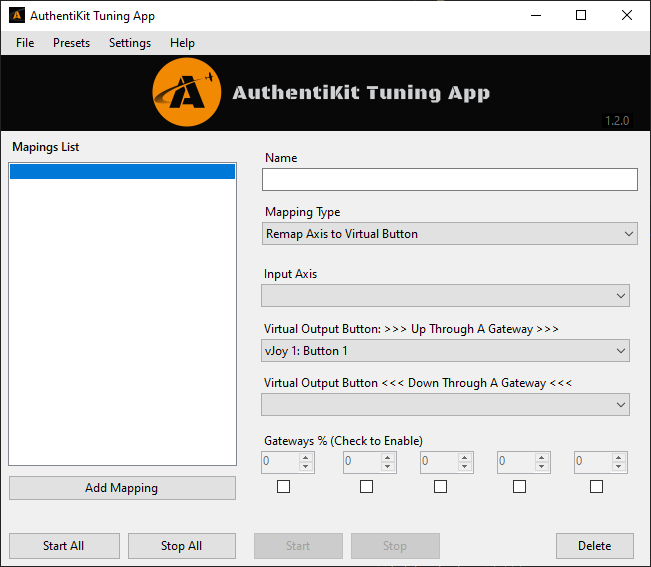 AuthentiKit Tuning App
File Presets Settings Help
AuthentiKit Tuning App
1.2.0
Mapings List
Name
Mapping Type
Remap Axis to Virtual Button
Input Axis
Virtual Output Button: >>> Up Through A Gateway >>>
vJoy 1: Button 1
Virtual Output Button <<< Down Through A Gateway <<<
Gateways % (Check to Enable)
0 0 0 0 0
Add Mapping
Start All Stop All Start Stop Delete